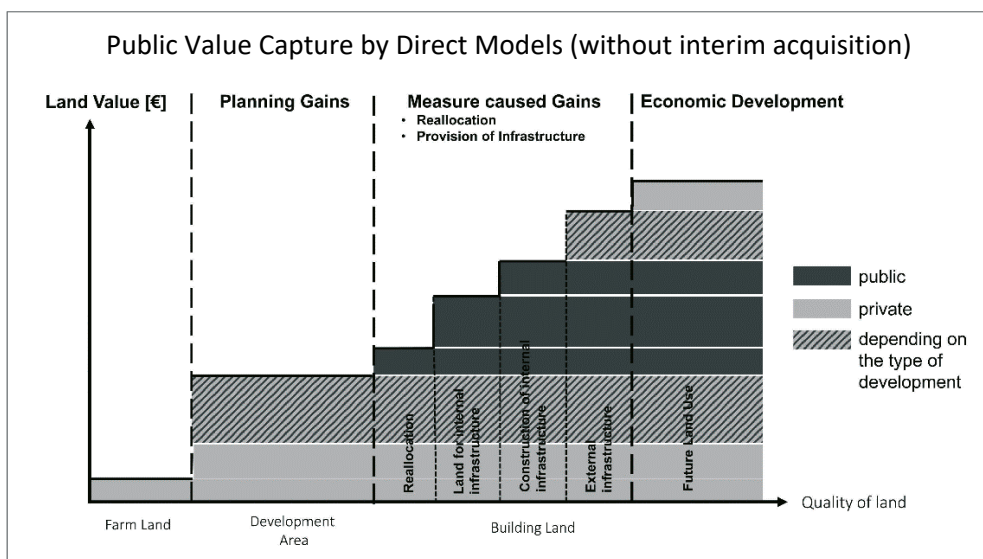 Public Value Capture by Direct Models (without interim acquisition)
Land Value [€]
Planning Gains
Measure caused Gains
• Reallocation
• Provision of Infrastructure
Economic Development
public
private
depending on
the type of
development
Reallocation
Land for internal
infrastructure
Construction of internal
infrastructure
External
infrastructure
Future Land Use
Quality of land
Farm Land
Development
Area
Building Land